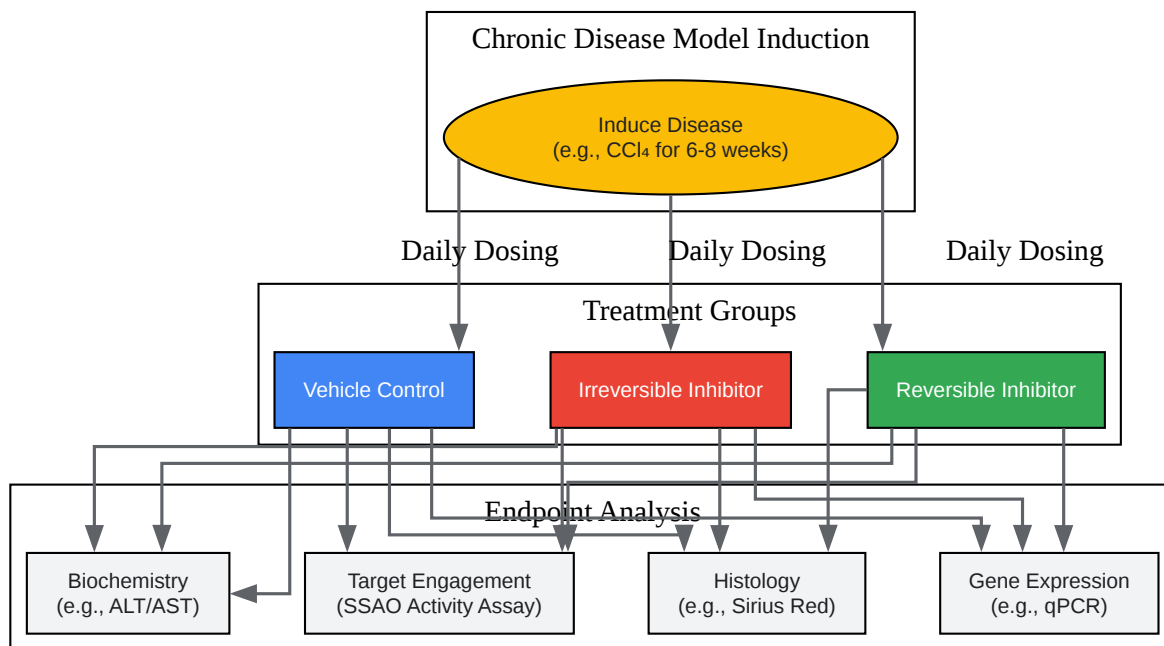 Chronic Disease Model Induction
Induce Disease
(e.g., CCl₄ for 6-8 weeks)
Daily Dosing
Daily Dosing
Daily Dosing
Treatment Groups
Vehicle Control
Irreversible Inhibitor
Reversible Inhibitor
Endpoint Analysis
Biochemistry
(e.g., ALT/AST)
Target Engagement
(SSAO Activity Assay)
Histology
(e.g., Sirius Red)
Gene Expression
(e.g., qPCR)